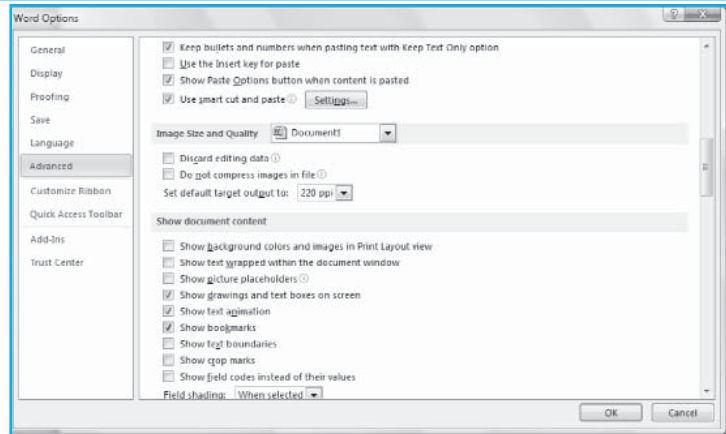 Word Options
General
Display
Proofing
Save
Language
Advanced
Customize Ribbon
Quick Access Toolbar
Add-Ins
Trust Center
Keep bullets and numbers when pasting text with Keep Text Only option
Use the Insert key for paste
Show Paste Options button when content is pasted
Use smart cut and paste Settings...
Image Size and Quality Document1
Discard editing data
Do not compress images in file
Set default target output to: 220 ppi
Show document content
Show background colors and images in Print Layout view
Show text wrapped within the document window
Show picture placeholders
Show drawings and text boxes on screen
Show text animation
Show bookmarks
Show text boundaries
Show crop marks
Show field codes instead of their values
Field shading: When selected
OK Cancel